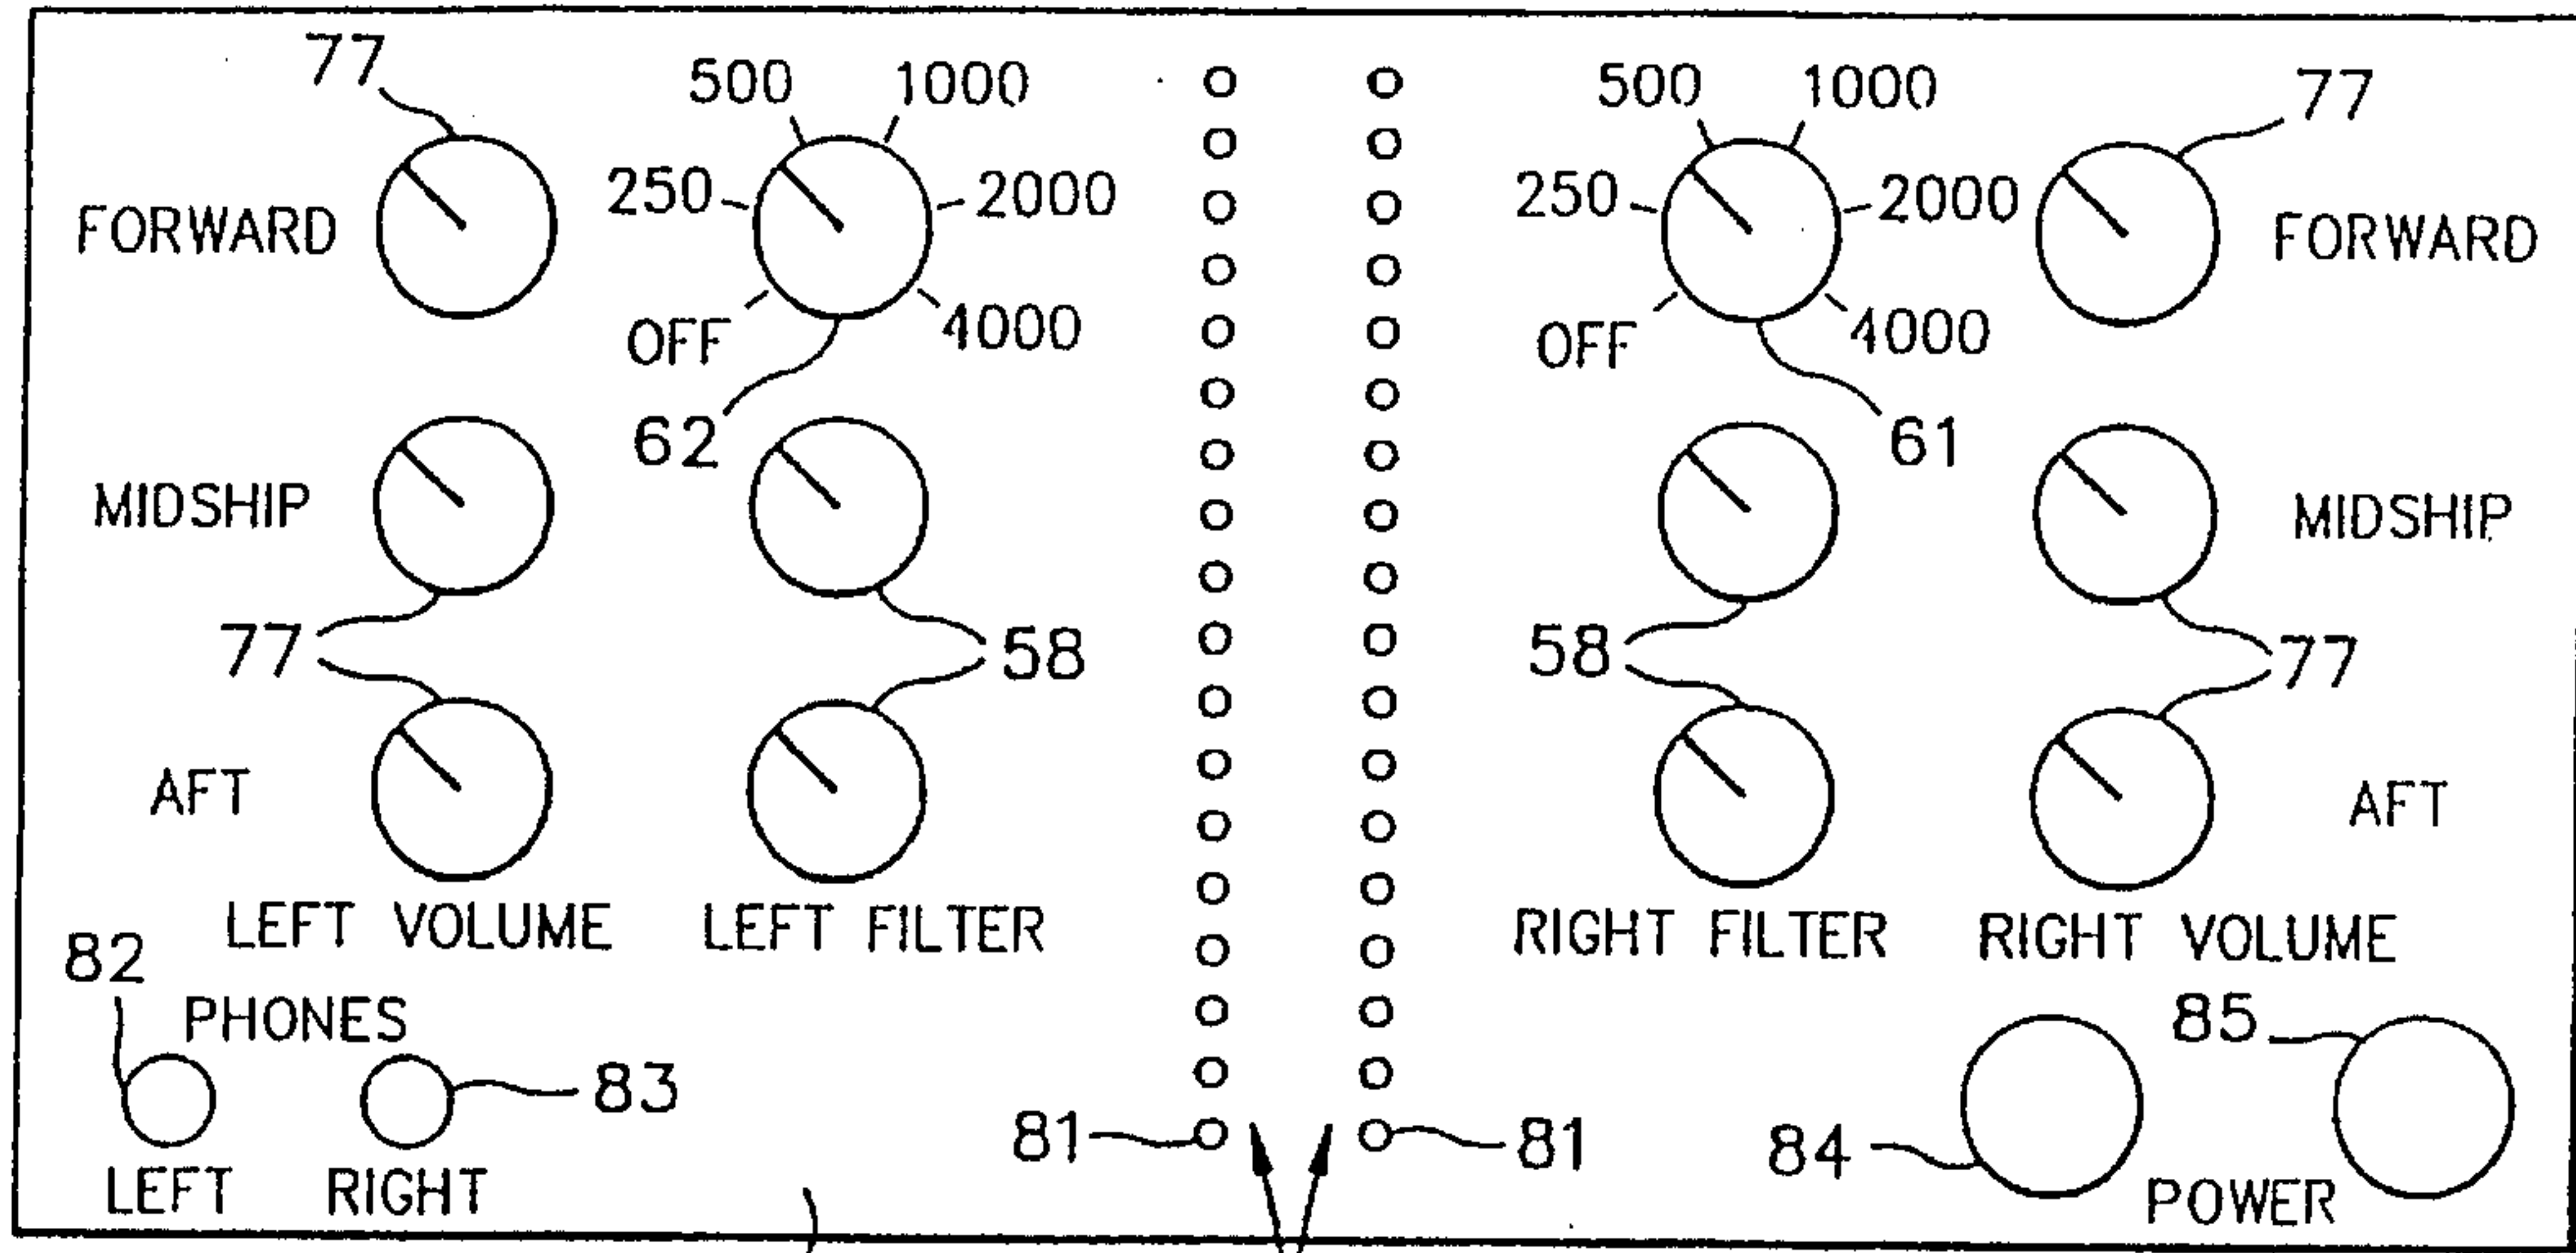 77 500 1000 500 1000 77
250 2000 250 2000
FORWARD FORWARD
OFF 4000 OFF 4000
62 61
MIDSHIP MIDSHIP
77 58 58 77
AFT AFT
LEFT VOLUME LEFT FILTER RIGHT FILTER RIGHT VOLUME
82 PHONES 85
83
81 81 84
LEFT RIGHT POWER